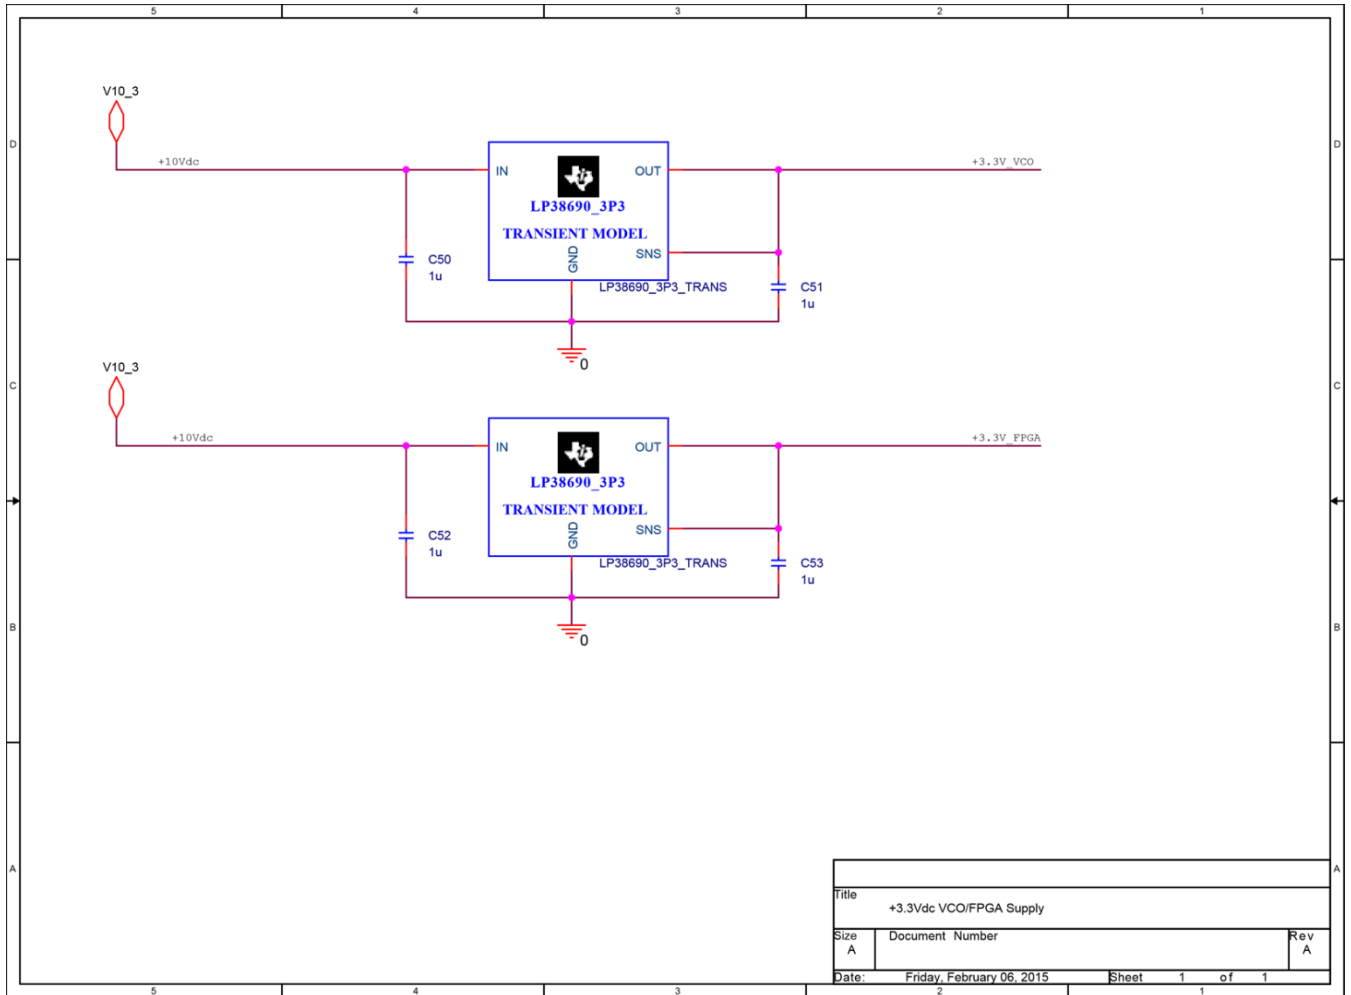 5 4 3 2 1
V10_3
D D
+10Vdc +3.3V_VCO
IN OUT
LP38690_3P3
TRANSIENT MODEL
GND SNS
C50
1u
LP38690_3P3_TRANS
C51
1u
0
V10_3
C C
+10Vdc +3.3V_FPGA
IN OUT
LP38690_3P3
TRANSIENT MODEL
GND SNS
C52
1u
LP38690_3P3_TRANS
C53
1u
B B
0
A A
Title
+3.3Vdc VCO/FPGA Supply
Size Document Number Rev
A A
Date: Friday, February 06, 2015 Sheet 1 of 1
5 4 3 2 1